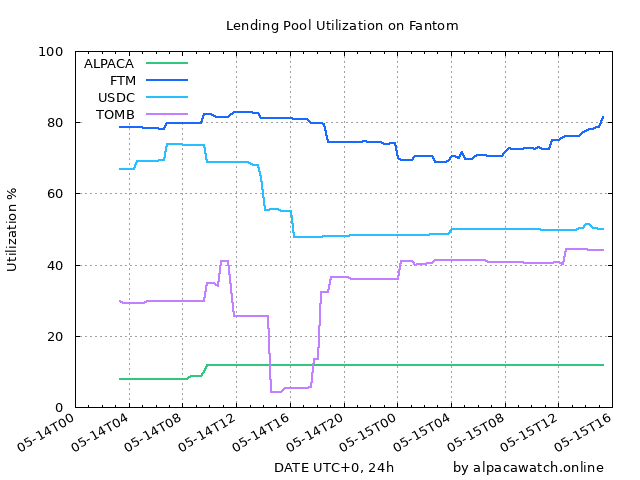 Lending Pool Utilization on Fantom
100
80
60
40
20
0
Utilization %
ALPACA
FTM
USDC
TOMB
05-14T00
05-14T04
05-14T08
05-14T12
05-14T16
05-14T20
05-15T00
05-15T04
05-15T08
05-15T12
05-15T16
DATE UTC+0, 24h
by alpacawatch.online